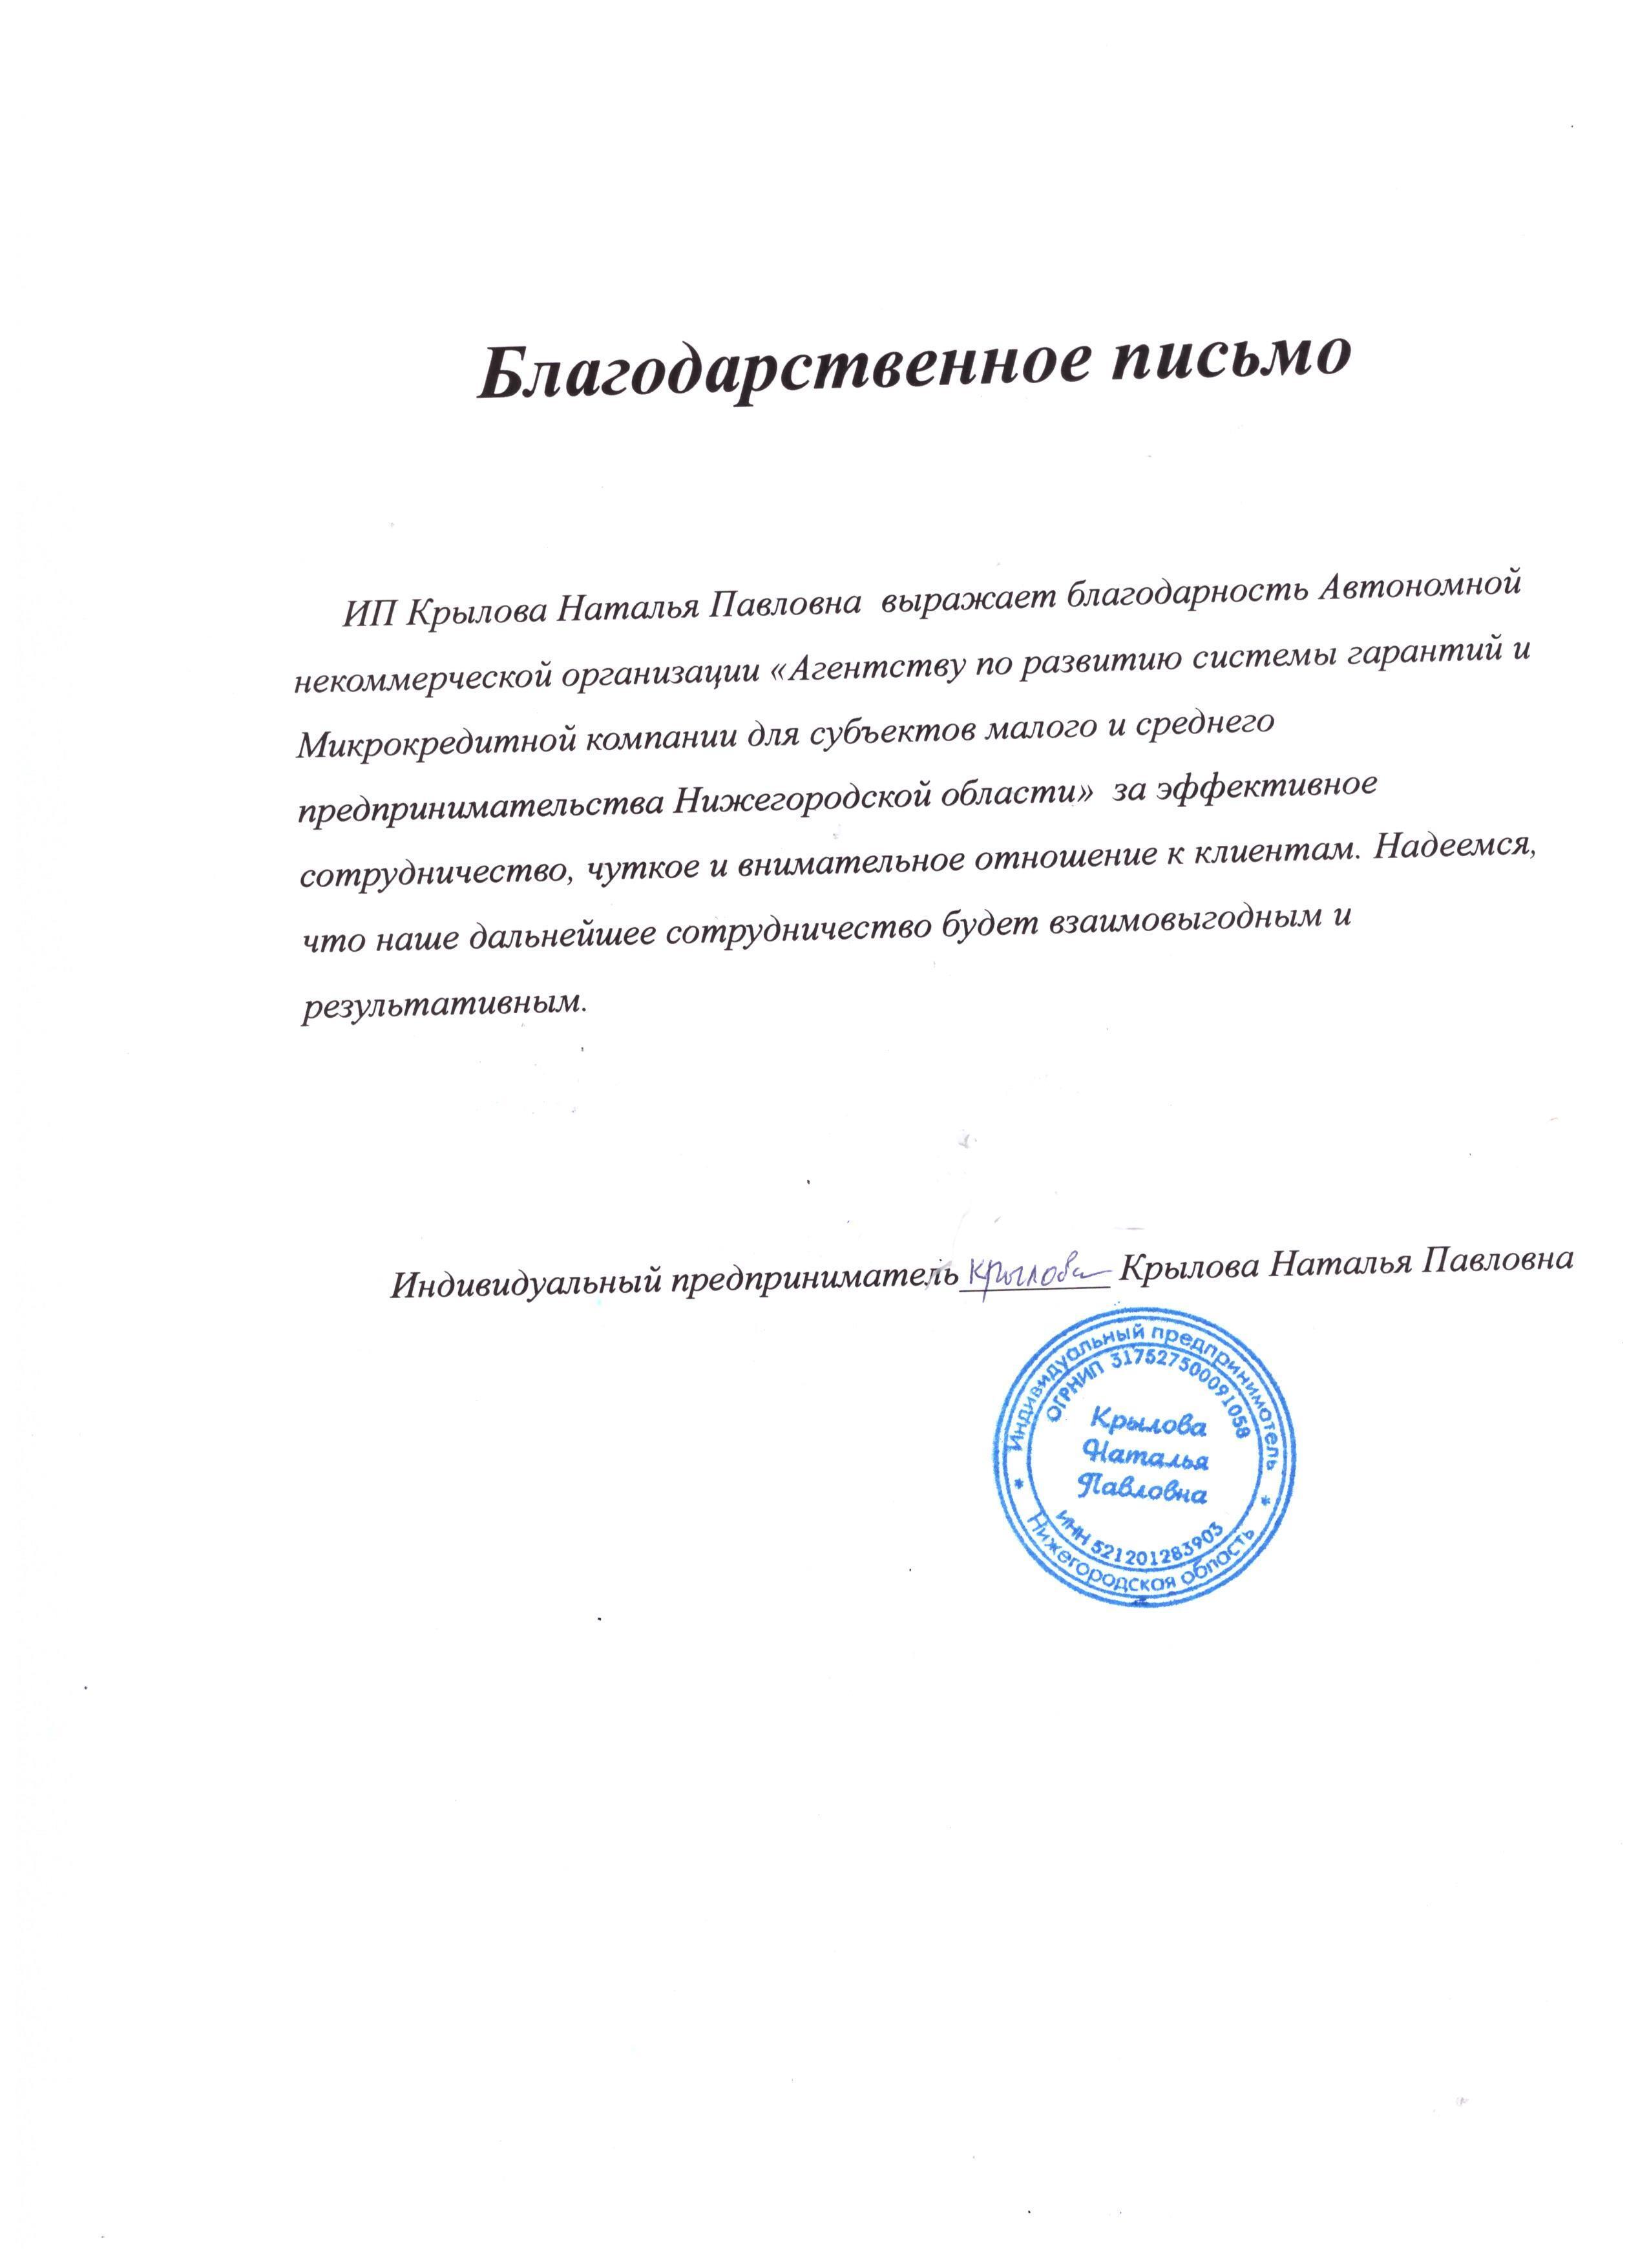 Благодарственное письмо
ИП Крылова Наталья Павловна выражает благодарность Автономной
некоммерческой организации «Агентству по развитию системы гарантий и
Микрокредитной компании для субъектов малого и среднего
предпринимательства Нижегородской области» за эффективное
сотрудничество, чуткое и внимательное отношение к клиентам. Надеемся,
что наше дальнейшее сотрудничество будет взаимовыгодным и
результативным.
Индивидуальный предприниматель Крылова Крылова Наталья Павловна
Индивидуальный предприниматель
ОГРНИП 317527500091058
Крылова
Наталья
Павловна
ИНН 521201283903
* Нижегородская область *